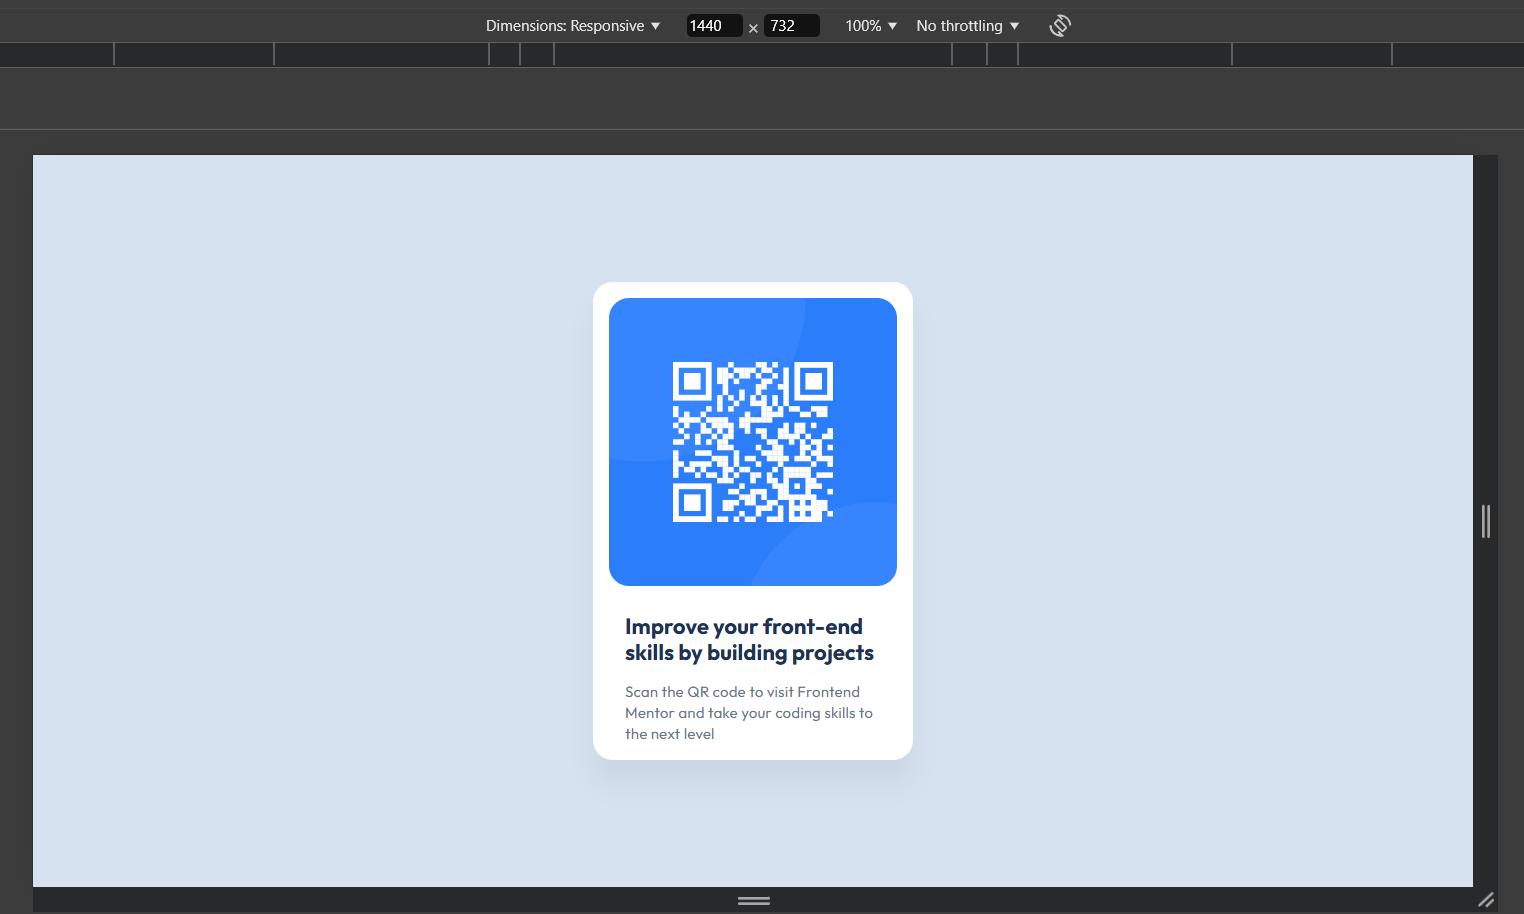 Dimensions: Responsive 1440 × 732 100% No throttling
Improve your front-end
skills by building projects
Scan the QR code to visit Frontend
Mentor and take your coding skills to
the next level